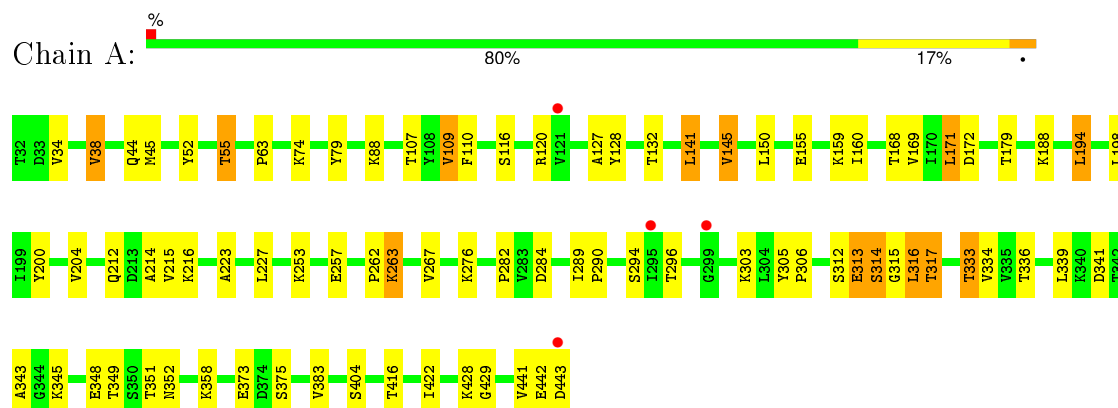 %
Chain A:
80% 17% •
T32 D33 V34 V38 Q44 M45 Y52 T55 P63 K74 Y79 K88 T107 Y108 V109 F110 S116 R120 V121 A127 Y128 T132 L141 V145 L150 E155 K159 I160 T168 V169 I170 L171 D172 T179 K188 L194 L198
I199 Y200 V204 Q212 D213 A214 V215 K216 A223 L227 K253 E257 P262 K263 V267 K276 P282 V283 D284 I289 P290 S294 I295 T296 G299 K303 L304 Y305 P306 S312 E313 S314 G315 L316 T317 T333 V334 V335 T336 L339 K340 D341 T342
A343 G344 K345 E348 T349 S350 T351 N352 K358 E373 D374 S375 V383 S404 T416 I422 K428 G429 V441 E442 D443